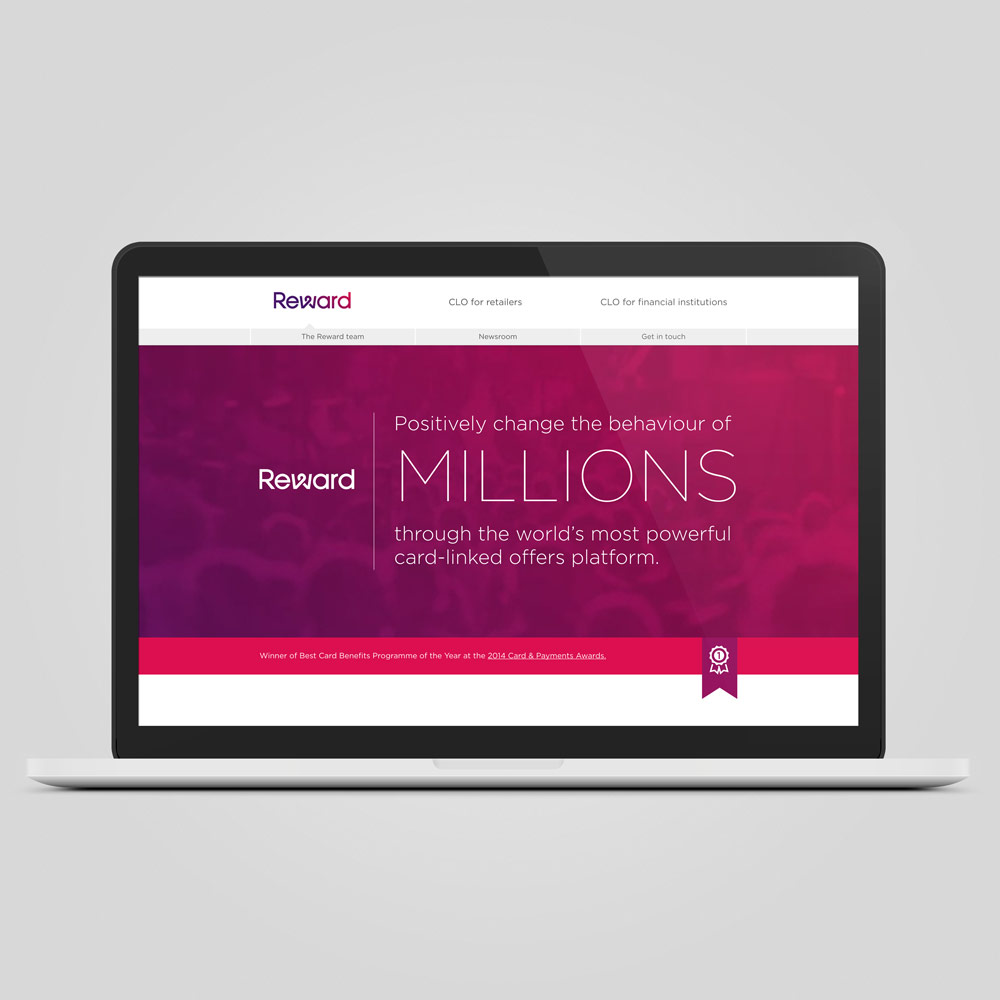 Reward
CLO for retailers
CLO for financial institutions
The Reward team
Newsroom
Get in touch
Reward
Positively change the behaviour of
MILLIONS
through the world's most powerful
card-linked offers platform.
Winner of Best Card Benefits Programme of the Year at the 2014 Card & Payments Awards.
1